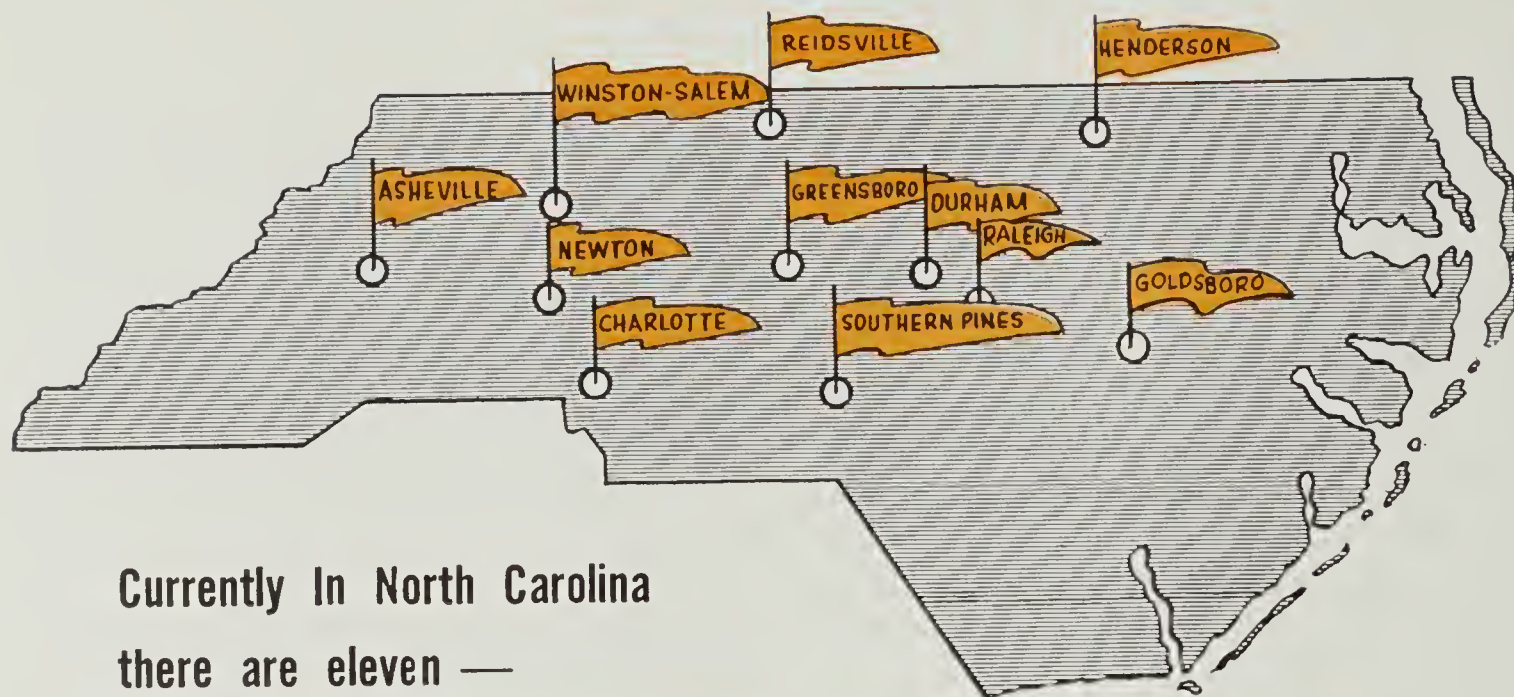 REIDSVILLE
HENDERSON
WINSTON-SALEM
ASHEVILLE
GREENSBORO
DURHAM
NEWTON
RALEIGH
GOLDSBORO
CHARLOTTE
SOUTHERN PINES
Currently In North Carolina
there are eleven —